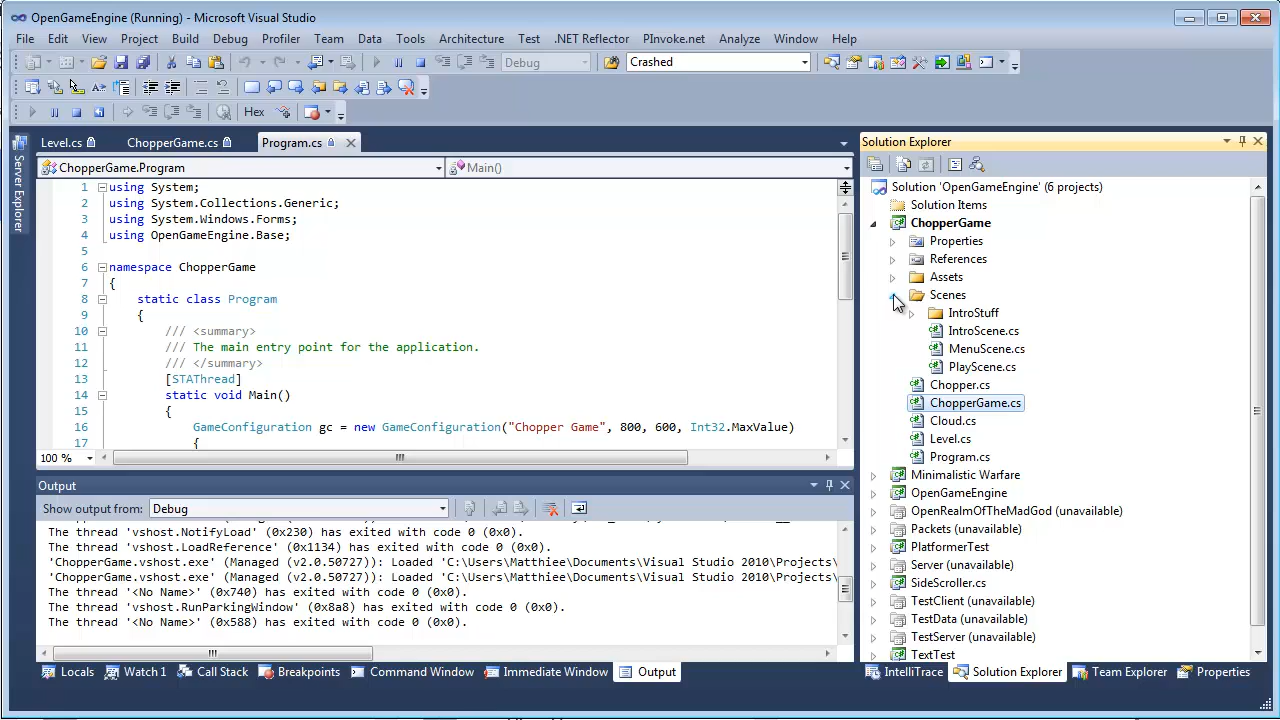 OpenGameEngine (Running) - Microsoft Visual Studio
File Edit View Project Build Debug Profiler Team Data Tools Architecture Test .NET Reflector PInvoke.net Analyze Window Help
Debug Crashed
Hex
Server Explorer
Level.cs ChopperGame.cs Program.cs
ChopperGame.Program Main()
1 using System;
2 using System.Collections.Generic;
3 using System.Windows.Forms;
4 using OpenGameEngine.Base;
5
6 namespace ChopperGame
7 {
8 static class Program
9 {
10 /// <summary>
11 /// The main entry point for the application.
12 /// </summary>
13 [STAThread]
14 static void Main()
15 {
16 GameConfiguration gc = new GameConfiguration("Chopper Game", 800, 600, Int32.MaxValue)
17 {
100 %
Output
Show output from: Debug
The thread 'vshost.NotifyLoad' (0x230) has exited with code 0 (0x0).
The thread 'vshost.LoadReference' (0x1134) has exited with code 0 (0x0).
'ChopperGame.vshost.exe' (Managed (v2.0.50727)): Loaded 'C:\Users\Matthiee\Documents\Visual Studio 2010\Projects\
'ChopperGame.vshost.exe' (Managed (v2.0.50727)): Loaded 'C:\Users\Matthiee\Documents\Visual Studio 2010\Projects\
The thread '<No Name>' (0x740) has exited with code 0 (0x0).
The thread 'vshost.RunParkingWindow' (0x8a8) has exited with code 0 (0x0).
The thread '<No Name>' (0x588) has exited with code 0 (0x0).
Locals Watch 1 Call Stack Breakpoints Command Window Immediate Window Output
Solution Explorer
Solution 'OpenGameEngine' (6 projects)
Solution Items
ChopperGame
Properties
References
Assets
Scenes
IntroStuff
IntroScene.cs
MenuScene.cs
PlayScene.cs
Chopper.cs
ChopperGame.cs
Cloud.cs
Level.cs
Program.cs
Minimalistic Warfare
OpenGameEngine
OpenRealmOfTheMadGod (unavailable)
Packets (unavailable)
PlatformerTest
Server (unavailable)
SideScroller.cs
TestClient (unavailable)
TestData (unavailable)
TestServer (unavailable)
TextTest
IntelliTrace Solution Explorer Team Explorer Properties